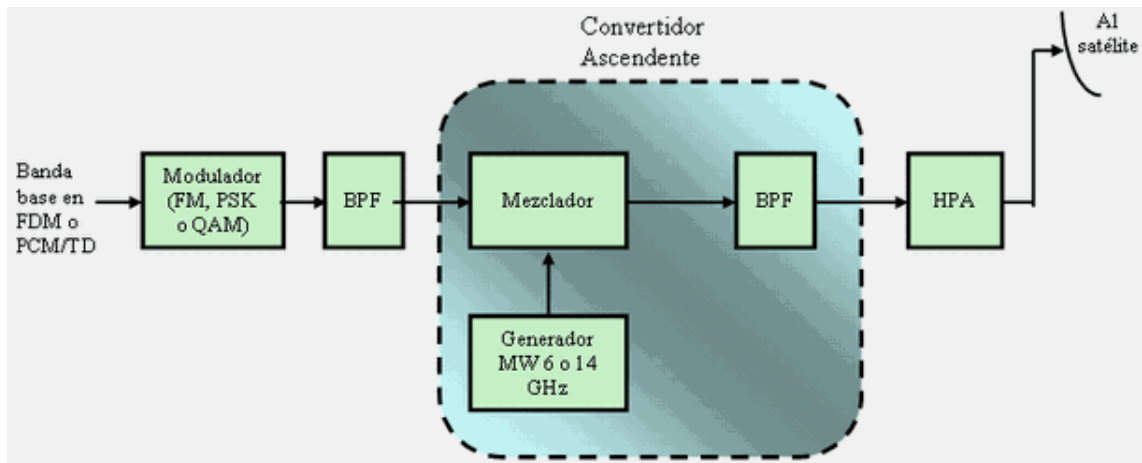 Convertidor
Ascendente
Al
satélite
Banda
base en
FDM o
PCM/TD
Modulador
(FM, PSK
o QAM)
BPF
Mezclador
BPF
HPA
Generador
MW 6 o 14
GHz